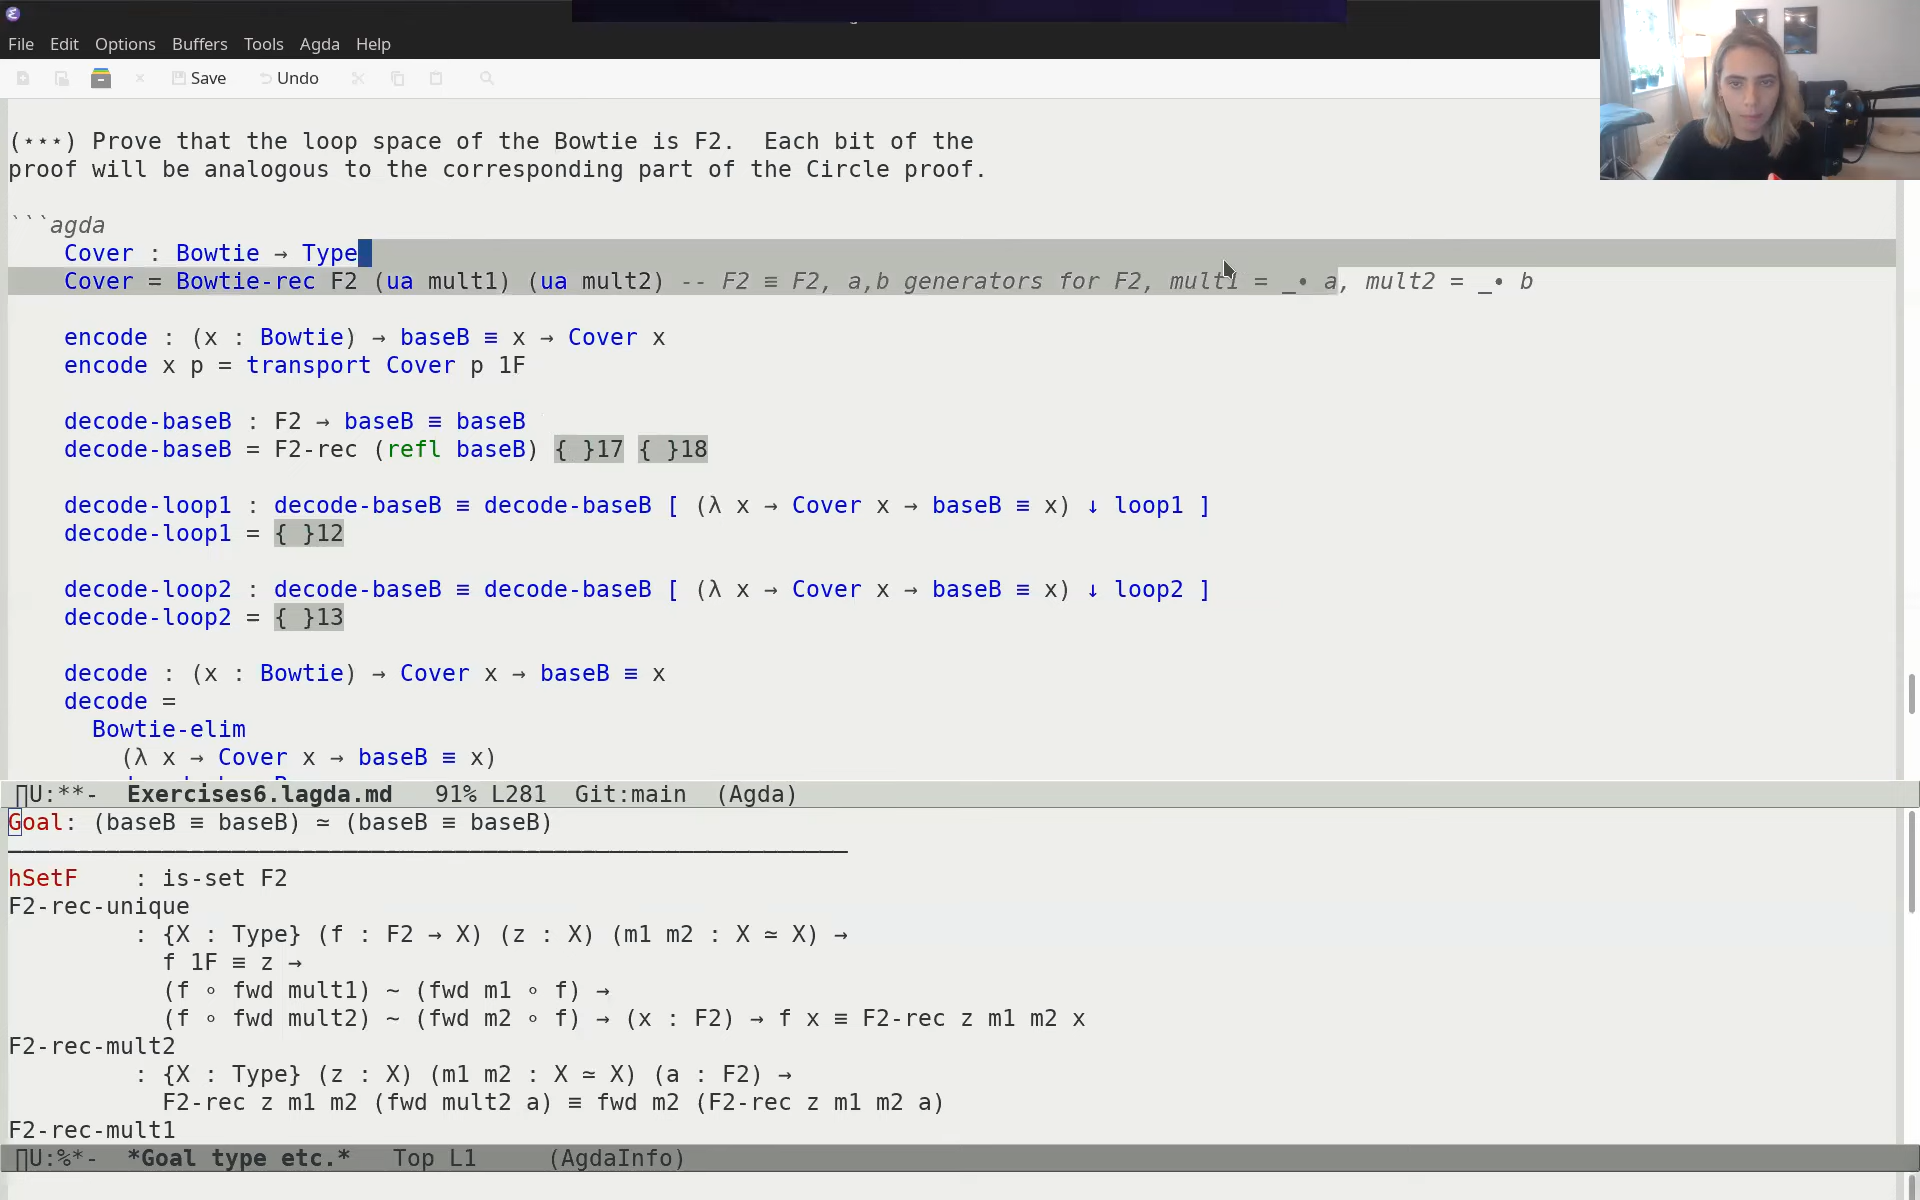 File Edit Options Buffers Tools Agda Help
Save Undo
(⋆⋆⋆) Prove that the loop space of the Bowtie is F2.  Each bit of the
proof will be analogous to the corresponding part of the Circle proof.
```agda
Cover : Bowtie → Type
Cover = Bowtie-rec F2 (ua mult1) (ua mult2) -- F2 ≡ F2, a,b generators for F2, mult1 = _∙ a, mult2 = _∙ b
encode : (x : Bowtie) → baseB ≡ x → Cover x
encode x p = transport Cover p 1F
decode-baseB : F2 → baseB ≡ baseB
decode-baseB = F2-rec (refl baseB) { }17 { }18
decode-loop1 : decode-baseB ≡ decode-baseB [ (λ x → Cover x → baseB ≡ x) ↓ loop1 ]
decode-loop1 = { }12
decode-loop2 : decode-baseB ≡ decode-baseB [ (λ x → Cover x → baseB ≡ x) ↓ loop2 ]
decode-loop2 = { }13
decode : (x : Bowtie) → Cover x → baseB ≡ x
decode =
Bowtie-elim
(λ x → Cover x → baseB ≡ x)
∏U:**-  Exercises6.lagda.md   91% L281  Git:main  (Agda)
Goal: (baseB ≡ baseB) ≃ (baseB ≡ baseB)
hSetF    : is-set F2
F2-rec-unique
: {X : Type} (f : F2 → X) (z : X) (m1 m2 : X ≃ X) →
f 1F ≡ z →
(f ∘ fwd mult1) ∼ (fwd m1 ∘ f) →
(f ∘ fwd mult2) ∼ (fwd m2 ∘ f) → (x : F2) → f x ≡ F2-rec z m1 m2 x
F2-rec-mult2
: {X : Type} (z : X) (m1 m2 : X ≃ X) (a : F2) →
F2-rec z m1 m2 (fwd mult2 a) ≡ fwd m2 (F2-rec z m1 m2 a)
F2-rec-mult1
∏U:%*-  *Goal type etc.*   Top L1     (AgdaInfo)